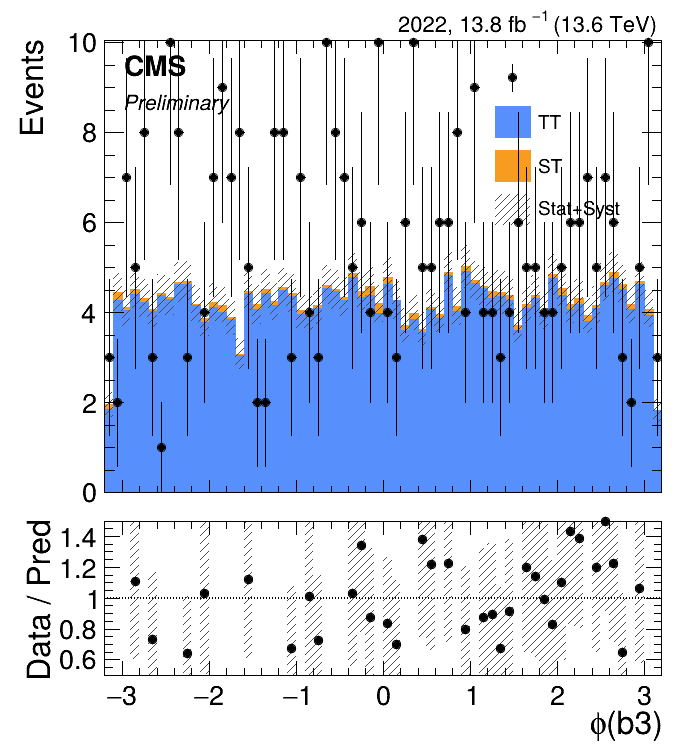 2022, 13.8 fb⁻¹ (13.6 TeV)
Events
10
8
6
4
2
0
CMS
Preliminary
TT
ST
Stat+Syst
Data / Pred
1.4
1.2
1
0.8
0.6
−3 −2 −1 0 1 2 3
ϕ(b3)